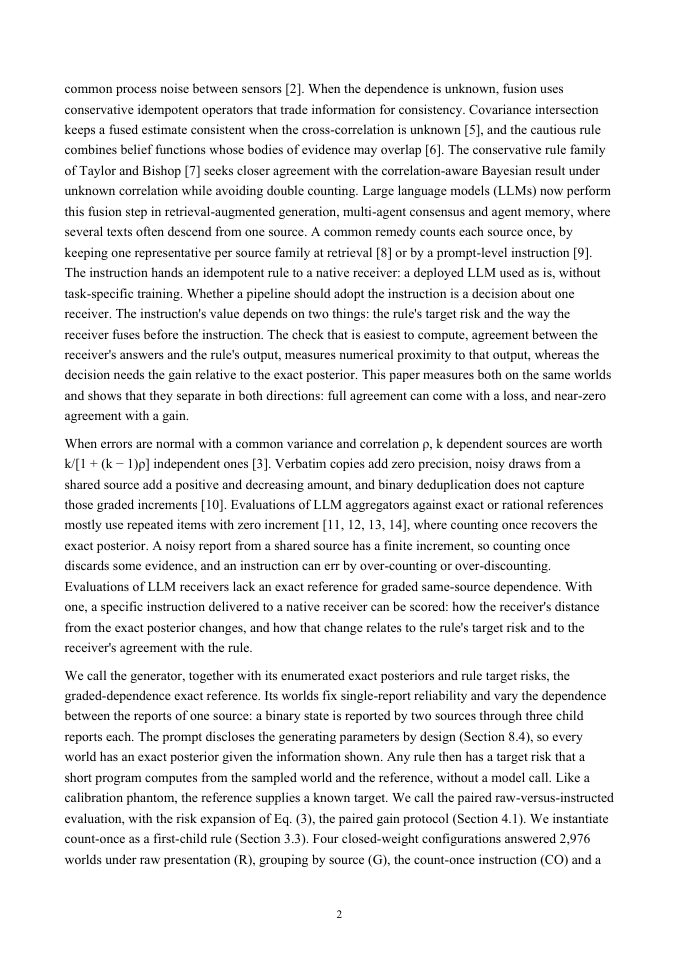 common process noise between sensors [2]. When the dependence is unknown, fusion uses
conservative idempotent operators that trade information for consistency. Covariance intersection
keeps a fused estimate consistent when the cross-correlation is unknown [5], and the cautious rule
combines belief functions whose bodies of evidence may overlap [6]. The conservative rule family
of Taylor and Bishop [7] seeks closer agreement with the correlation-aware Bayesian result under
unknown correlation while avoiding double counting. Large language models (LLMs) now perform
this fusion step in retrieval-augmented generation, multi-agent consensus and agent memory, where
several texts often descend from one source. A common remedy counts each source once, by
keeping one representative per source family at retrieval [8] or by a prompt-level instruction [9].
The instruction hands an idempotent rule to a native receiver: a deployed LLM used as is, without
task-specific training. Whether a pipeline should adopt the instruction is a decision about one
receiver. The instruction's value depends on two things: the rule's target risk and the way the
receiver fuses before the instruction. The check that is easiest to compute, agreement between the
receiver's answers and the rule's output, measures numerical proximity to that output, whereas the
decision needs the gain relative to the exact posterior. This paper measures both on the same worlds
and shows that they separate in both directions: full agreement can come with a loss, and near-zero
agreement with a gain.
When errors are normal with a common variance and correlation ρ, k dependent sources are worth
k/[1 + (k − 1)ρ] independent ones [3]. Verbatim copies add zero precision, noisy draws from a
shared source add a positive and decreasing amount, and binary deduplication does not capture
those graded increments [10]. Evaluations of LLM aggregators against exact or rational references
mostly use repeated items with zero increment [11, 12, 13, 14], where counting once recovers the
exact posterior. A noisy report from a shared source has a finite increment, so counting once
discards some evidence, and an instruction can err by over-counting or over-discounting.
Evaluations of LLM receivers lack an exact reference for graded same-source dependence. With
one, a specific instruction delivered to a native receiver can be scored: how the receiver's distance
from the exact posterior changes, and how that change relates to the rule's target risk and to the
receiver's agreement with the rule.
We call the generator, together with its enumerated exact posteriors and rule target risks, the
graded-dependence exact reference. Its worlds fix single-report reliability and vary the dependence
between the reports of one source: a binary state is reported by two sources through three child
reports each. The prompt discloses the generating parameters by design (Section 8.4), so every
world has an exact posterior given the information shown. Any rule then has a target risk that a
short program computes from the sampled world and the reference, without a model call. Like a
calibration phantom, the reference supplies a known target. We call the paired raw-versus-instructed
evaluation, with the risk expansion of Eq. (3), the paired gain protocol (Section 4.1). We instantiate
count-once as a first-child rule (Section 3.3). Four closed-weight configurations answered 2,976
worlds under raw presentation (R), grouping by source (G), the count-once instruction (CO) and a
2